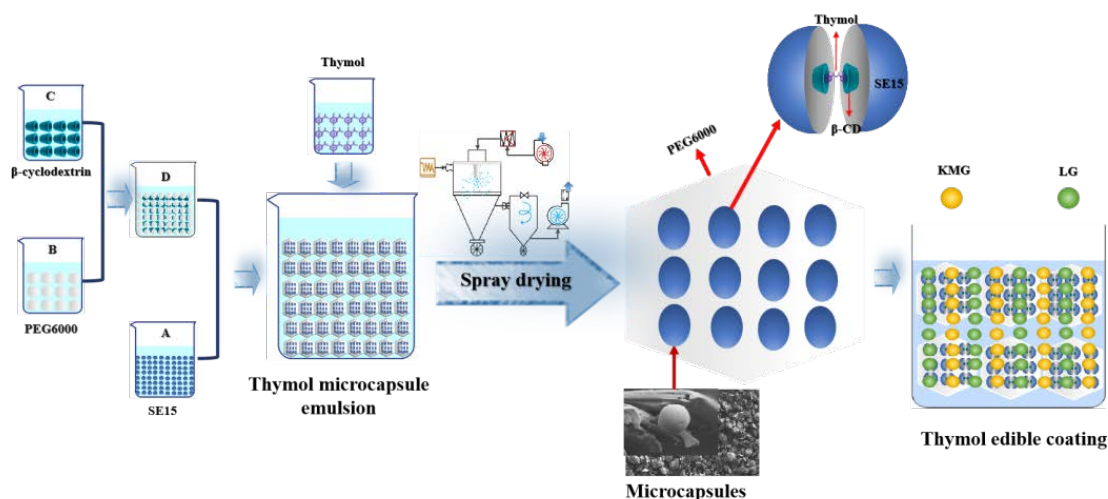 C
β-cyclodextrin
B
PEG6000
D
A
SE15
Thymol
Thymol microcapsule
emulsion
Spray drying
PEG6000
Thymol
SE15
β-CD
Microcapsules
KMG
LG
Thymol edible coating